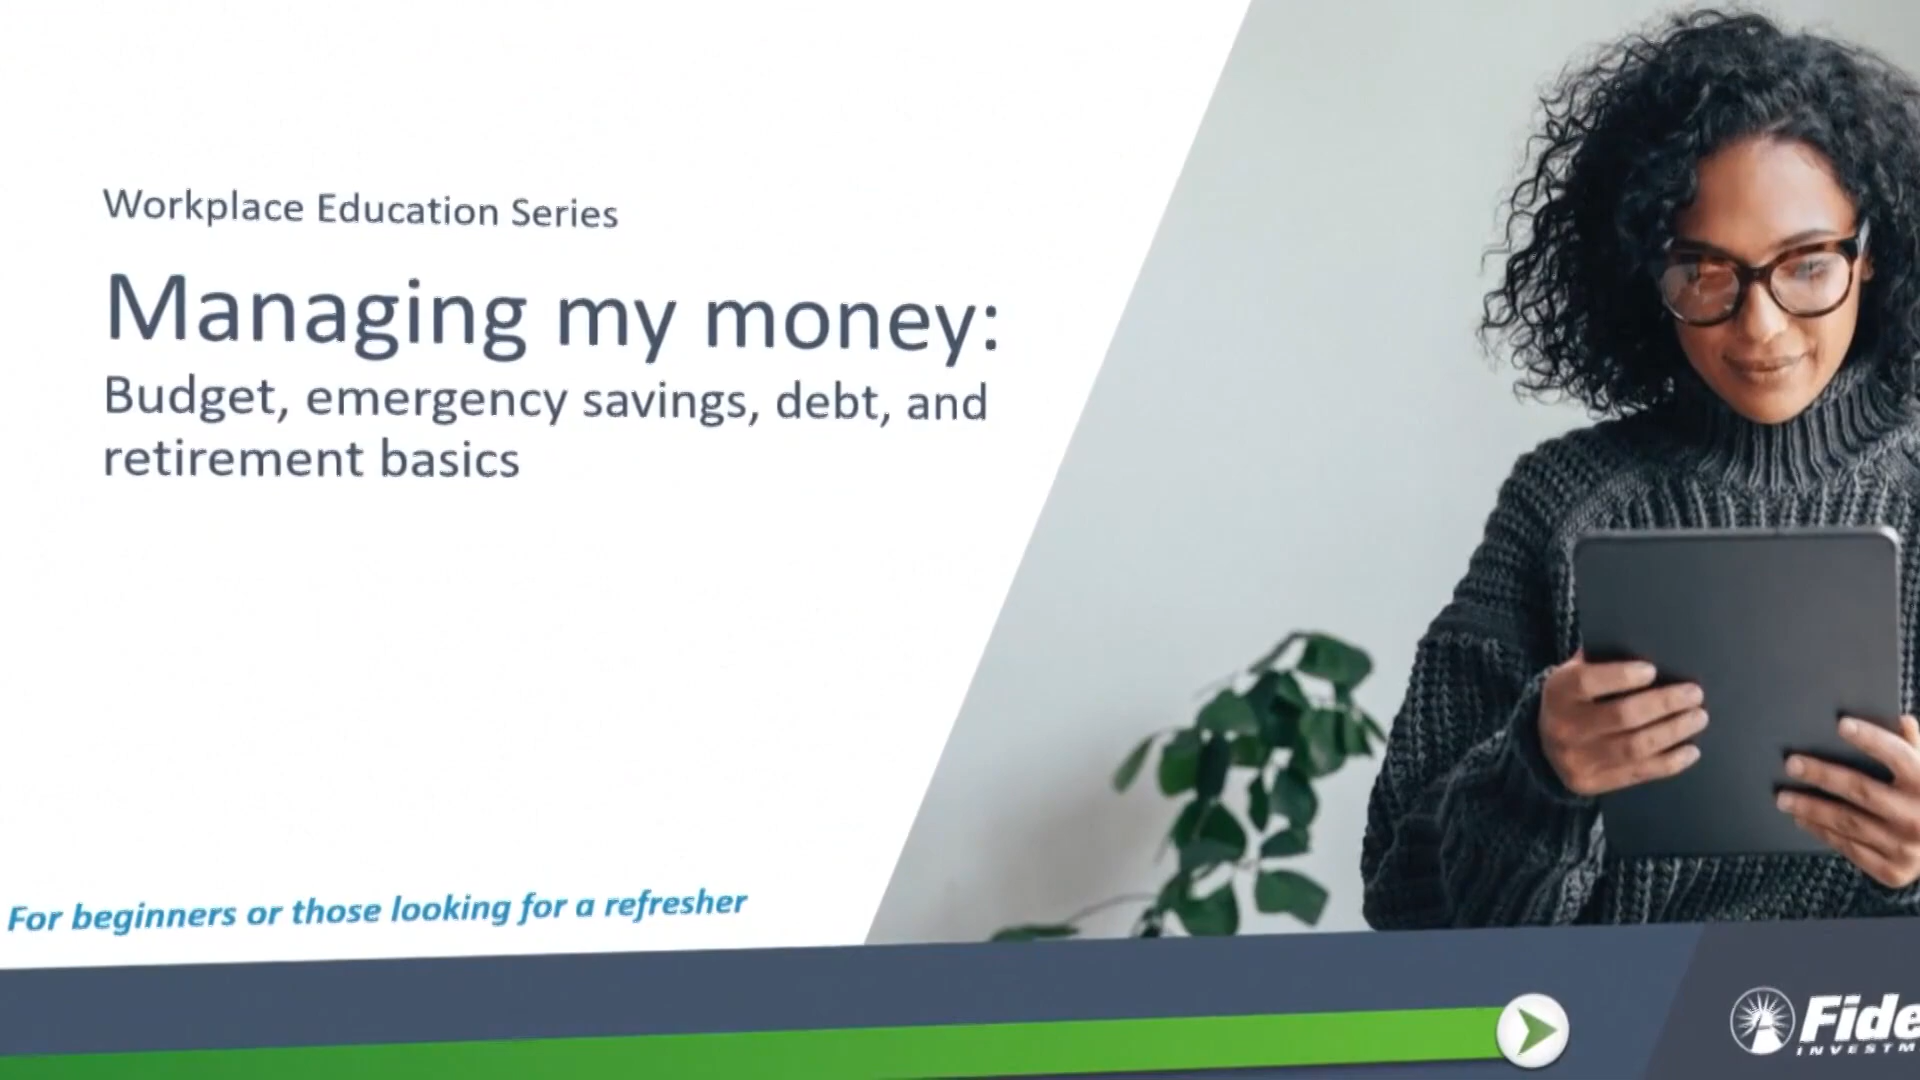 Workplace Education Series
Managing my money:
Budget, emergency savings, debt, and
retirement basics
For beginners or those looking for a refresher
Fide
INVESTM